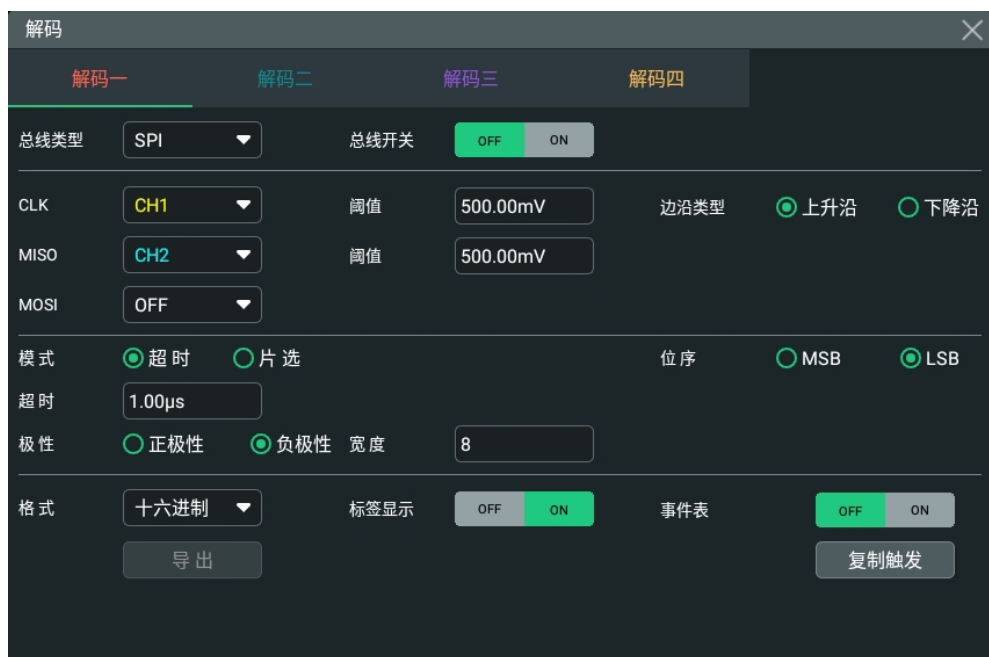 解码
解码一 解码二 解码三 解码四
总线类型 SPI 总线开关 OFF ON
CLK CH1 阈值 500.00mV 边沿类型 上升沿 下降沿
MISO CH2 阈值 500.00mV
MOSI OFF
模式 超时 片选 位序 MSB LSB
超时 1.00μs
极性 正极性 负极性 宽度 8
格式 十六进制 标签显示 OFF ON 事件表 OFF ON
导出 复制触发